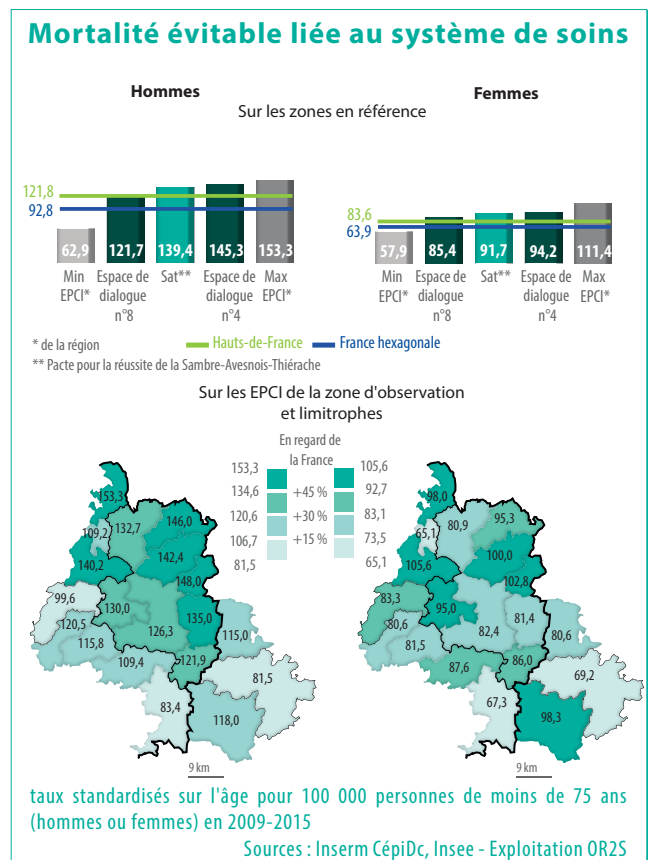 Mortalité évitable liée au système de soins
Hommes
Femmes
Sur les zones en référence
121,8
92,8
62,9
121,7
139,4
145,3
153,3
Min EPCI*
Espace de dialogue n°8
Sat**
Espace de dialogue n°4
Max EPCI*
83,6
63,9
57,9
85,4
91,7
94,2
111,4
Min EPCI*
Espace de dialogue n°8
Sat**
Espace de dialogue n°4
Max EPCI*
* de la région
Hauts-de-France
France hexagonale
** Pacte pour la réussite de la Sambre-Avesnois-Thiérache
Sur les EPCI de la zone d'observation
et limitrophes
En regard de
la France
153,3
134,6
120,6
106,7
81,5
+45 %
+30 %
+15 %
105,6
92,7
83,1
73,5
65,1
153,3
109,2
132,7
146,0
140,2
142,4
148,0
99,6
130,0
120,5
135,0
126,3
115,0
115,8
109,4
121,9
81,5
83,4
118,0
9 km
98,0
65,1
80,9
95,3
105,6
100,0
102,8
83,3
95,0
80,6
81,4
82,4
80,6
81,5
87,6
86,0
69,2
67,3
98,3
9 km
taux standardisés sur l'âge pour 100 000 personnes de moins de 75 ans
(hommes ou femmes) en 2009-2015
Sources : Inserm CépiDc, Insee - Exploitation OR2S